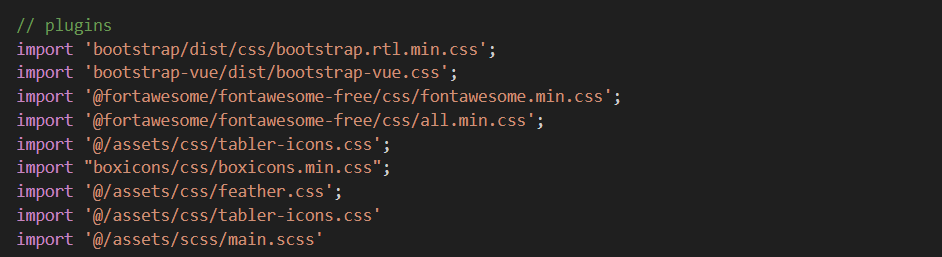 // plugins
import 'bootstrap/dist/css/bootstrap.rtl.min.css';
import 'bootstrap-vue/dist/bootstrap-vue.css';
import '@fortawesome/fontawesome-free/css/fontawesome.min.css';
import '@fortawesome/fontawesome-free/css/all.min.css';
import '@/assets/css/tabler-icons.css';
import "boxicons/css/boxicons.min.css";
import '@/assets/css/feather.css';
import '@/assets/css/tabler-icons.css'
import '@/assets/scss/main.scss'